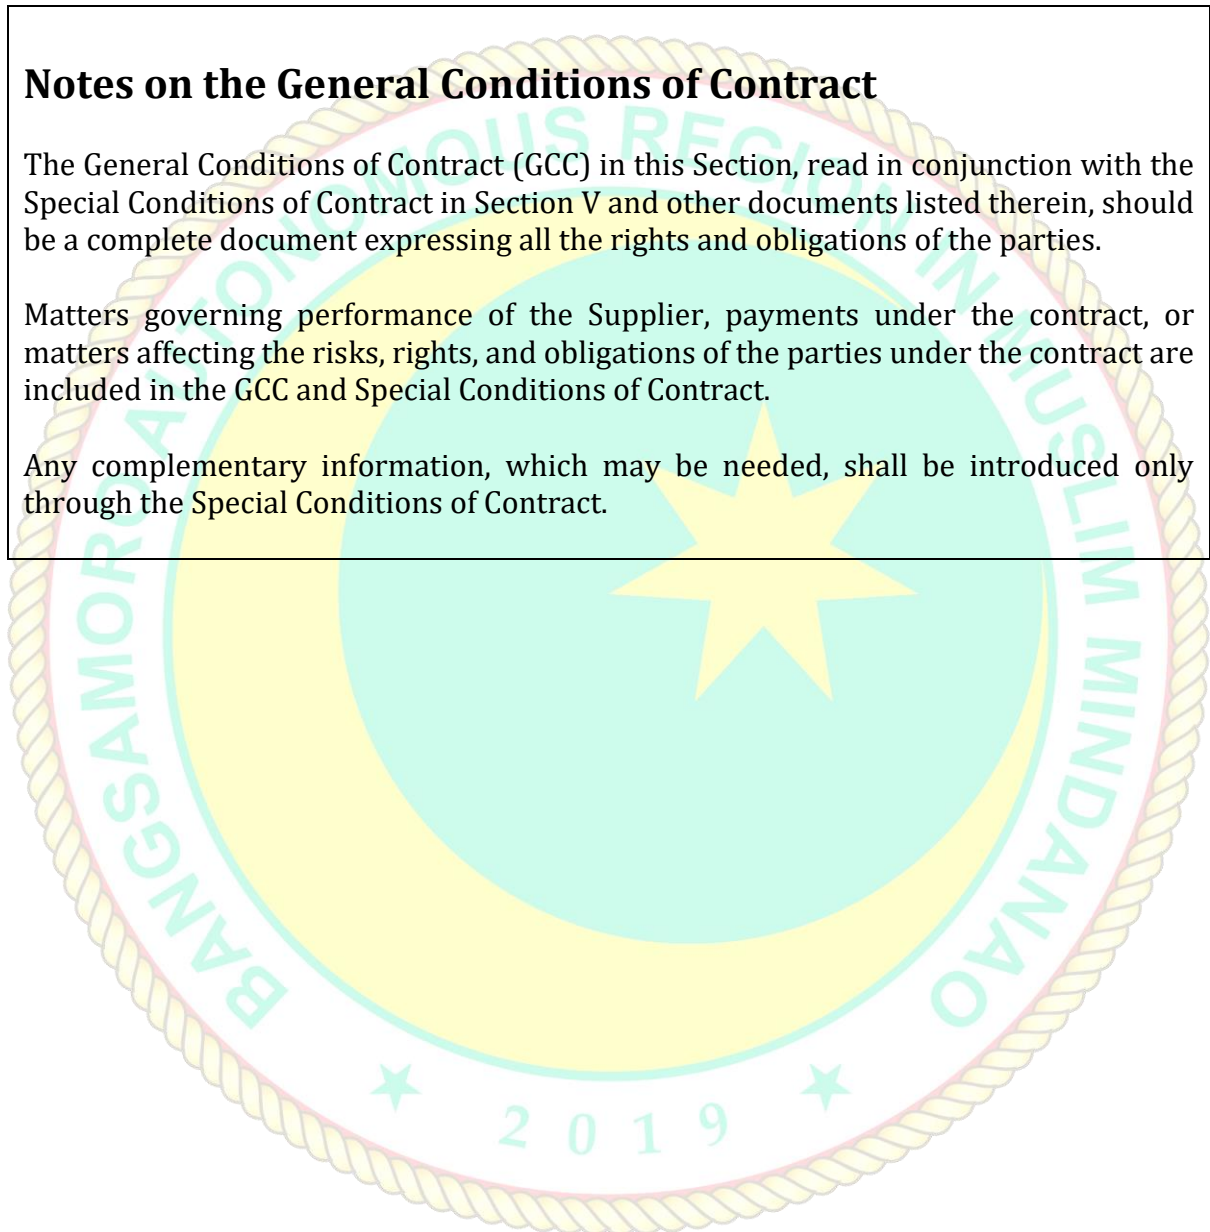 Notes on the General Conditions of Contract
The General Conditions of Contract (GCC) in this Section, read in conjunction with the
Special Conditions of Contract in Section V and other documents listed therein, should
be a complete document expressing all the rights and obligations of the parties.
Matters governing performance of the Supplier, payments under the contract, or
matters affecting the risks, rights, and obligations of the parties under the contract are
included in the GCC and Special Conditions of Contract.
Any complementary information, which may be needed, shall be introduced only
through the Special Conditions of Contract.
BANGSAMORO AUTONOMOUS REGION IN MUSLIM MINDANAO
2019